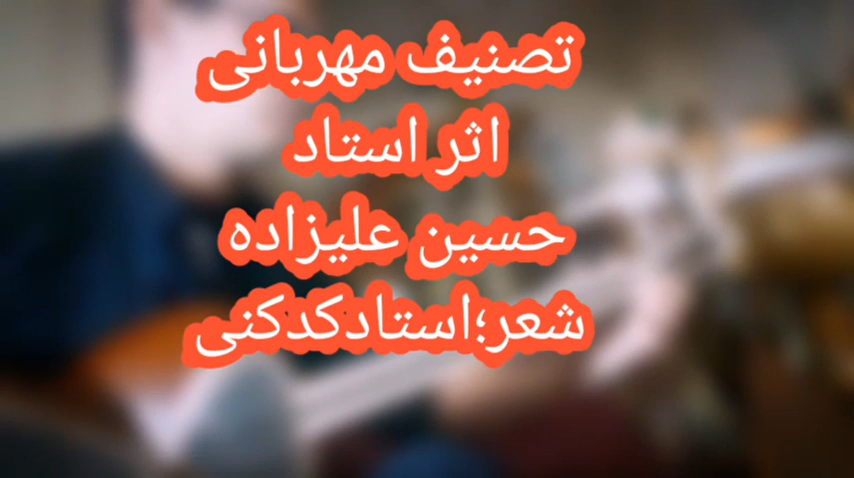 تصنیف مهربانی
اثر استاد
حسین علیزاده
شعر؛استادکدکنی